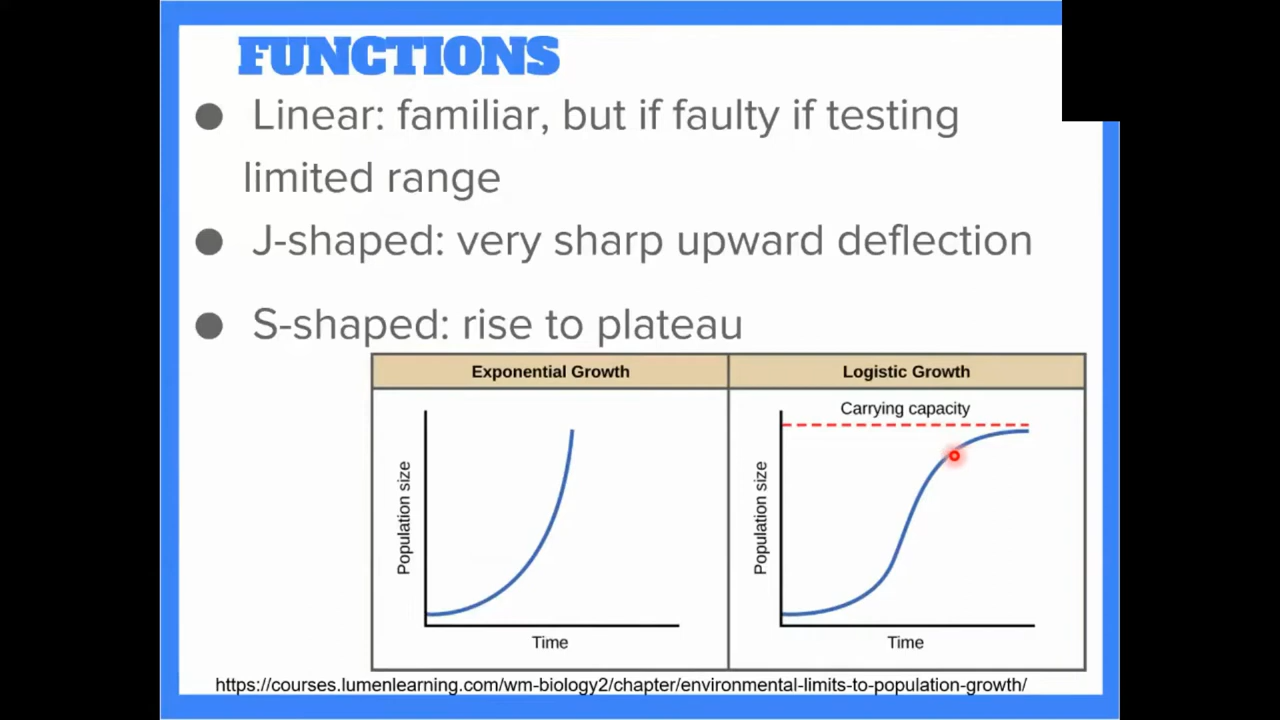 FUNCTIONS
● Linear: familiar, but if faulty if testing
limited range
● J-shaped: very sharp upward deflection
● S-shaped: rise to plateau
Exponential Growth
Population size
Time
Logistic Growth
Carrying capacity
Population size
Time
https://courses.lumenlearning.com/wm-biology2/chapter/environmental-limits-to-population-growth/